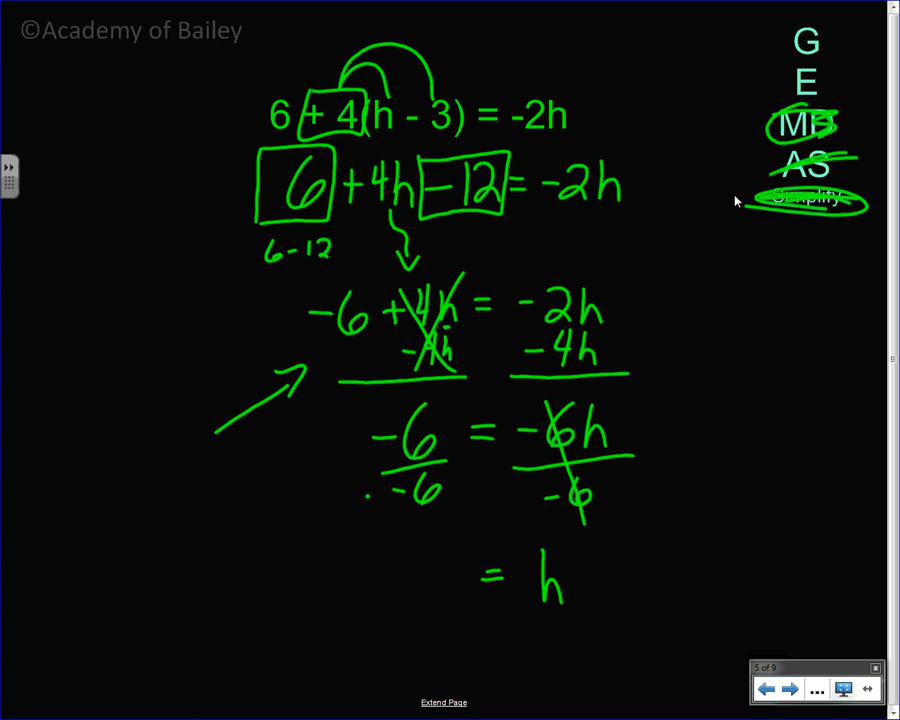 ©Academy of Bailey
G
E
MD
AS
Simplify
6 + 4(h - 3) = -2h
6 + 4h - 12 = -2h
6 - 12
-6 + 4h = -2h
-4h -4h
-6 = -6h
-6 -6
= h
5 of 9
...
Extend Page